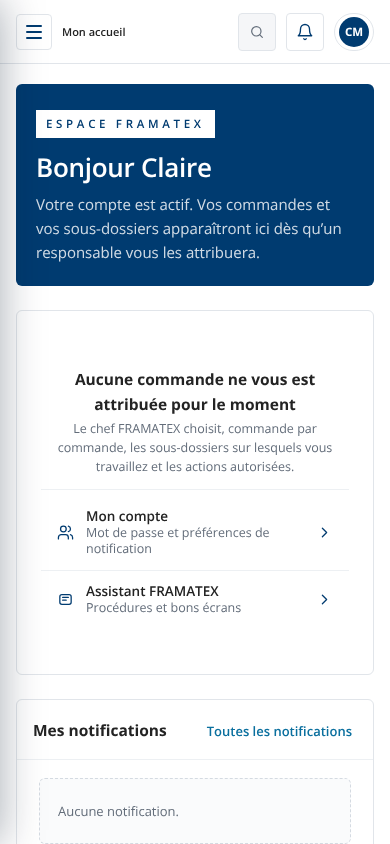 Mon accueil
CM
ESPACE FRAMATEX
Bonjour Claire
Votre compte est actif. Vos commandes et
vos sous-dossiers apparaîtront ici dès qu'un
responsable vous les attribuera.
Aucune commande ne vous est
attribuée pour le moment
Le chef FRAMATEX choisit, commande par
commande, les sous-dossiers sur lesquels vous
travaillez et les actions autorisées.
Mon compte
Mot de passe et préférences de
notification
Assistant FRAMATEX
Procédures et bons écrans
Mes notifications
Toutes les notifications
Aucune notification.